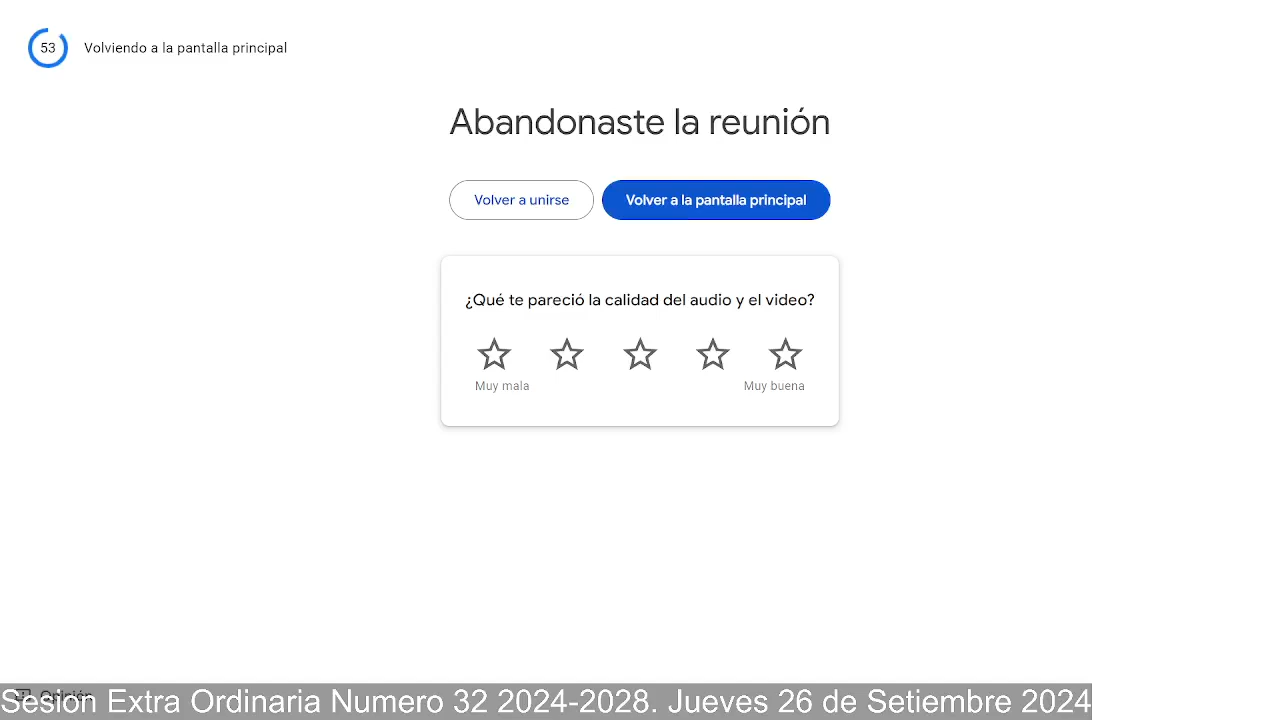 53
Volviendo a la pantalla principal
Abandonaste la reunión
Volver a unirse
Volver a la pantalla principal
¿Qué te pareció la calidad del audio y el video?
Muy mala
Muy buena
Opinión
Sesion Extra Ordinaria Numero 32 2024-2028. Jueves 26 de Setiembre 2024